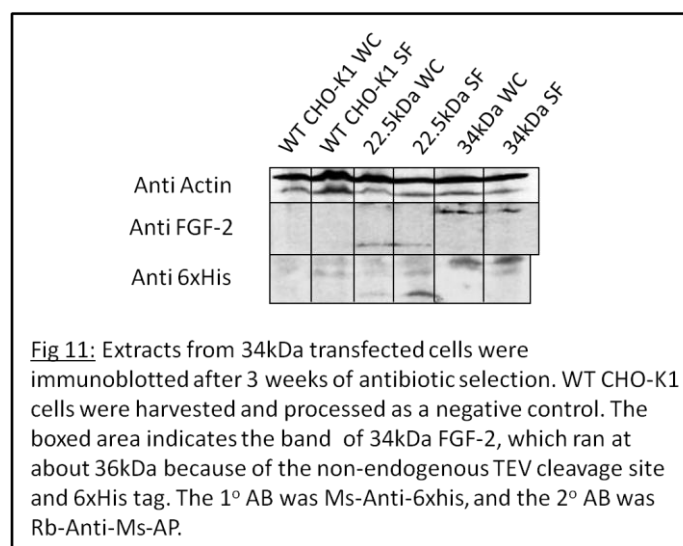 WT CHO-K1 WC
WT CHO-K1 SF
22.5kDa WC
22.5kDa SF
34kDa WC
34kDa SF
Anti Actin
Anti FGF-2
Anti 6xHis
Fig 11: Extracts from 34kDa transfected cells were
immunoblotted after 3 weeks of antibiotic selection. WT CHO-K1
cells were harvested and processed as a negative control. The
boxed area indicates the band of 34kDa FGF-2, which ran at
about 36kDa because of the non-endogenous TEV cleavage site
and 6xHis tag. The 1º AB was Ms-Anti-6xhis, and the 2º AB was
Rb-Anti-Ms-AP.